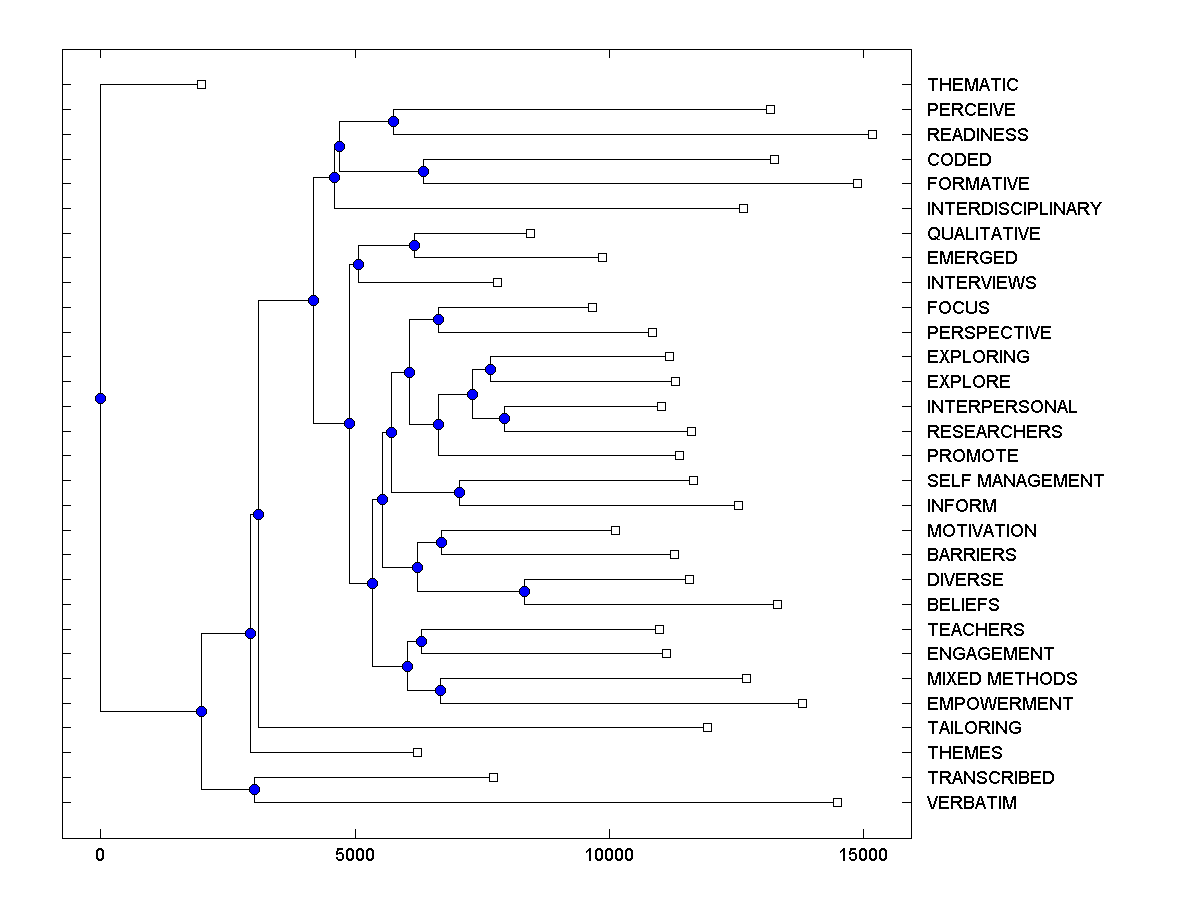 THEMATIC
PERCEIVE
READINESS
CODED
FORMATIVE
INTERDISCIPLINARY
QUALITATIVE
EMERGED
INTERVIEWS
FOCUS
PERSPECTIVE
EXPLORING
EXPLORE
INTERPERSONAL
RESEARCHERS
PROMOTE
SELF MANAGEMENT
INFORM
MOTIVATION
BARRIERS
DIVERSE
BELIEFS
TEACHERS
ENGAGEMENT
MIXED METHODS
EMPOWERMENT
TAILORING
THEMES
TRANSCRIBED
VERBATIM
0 5000 10000 15000